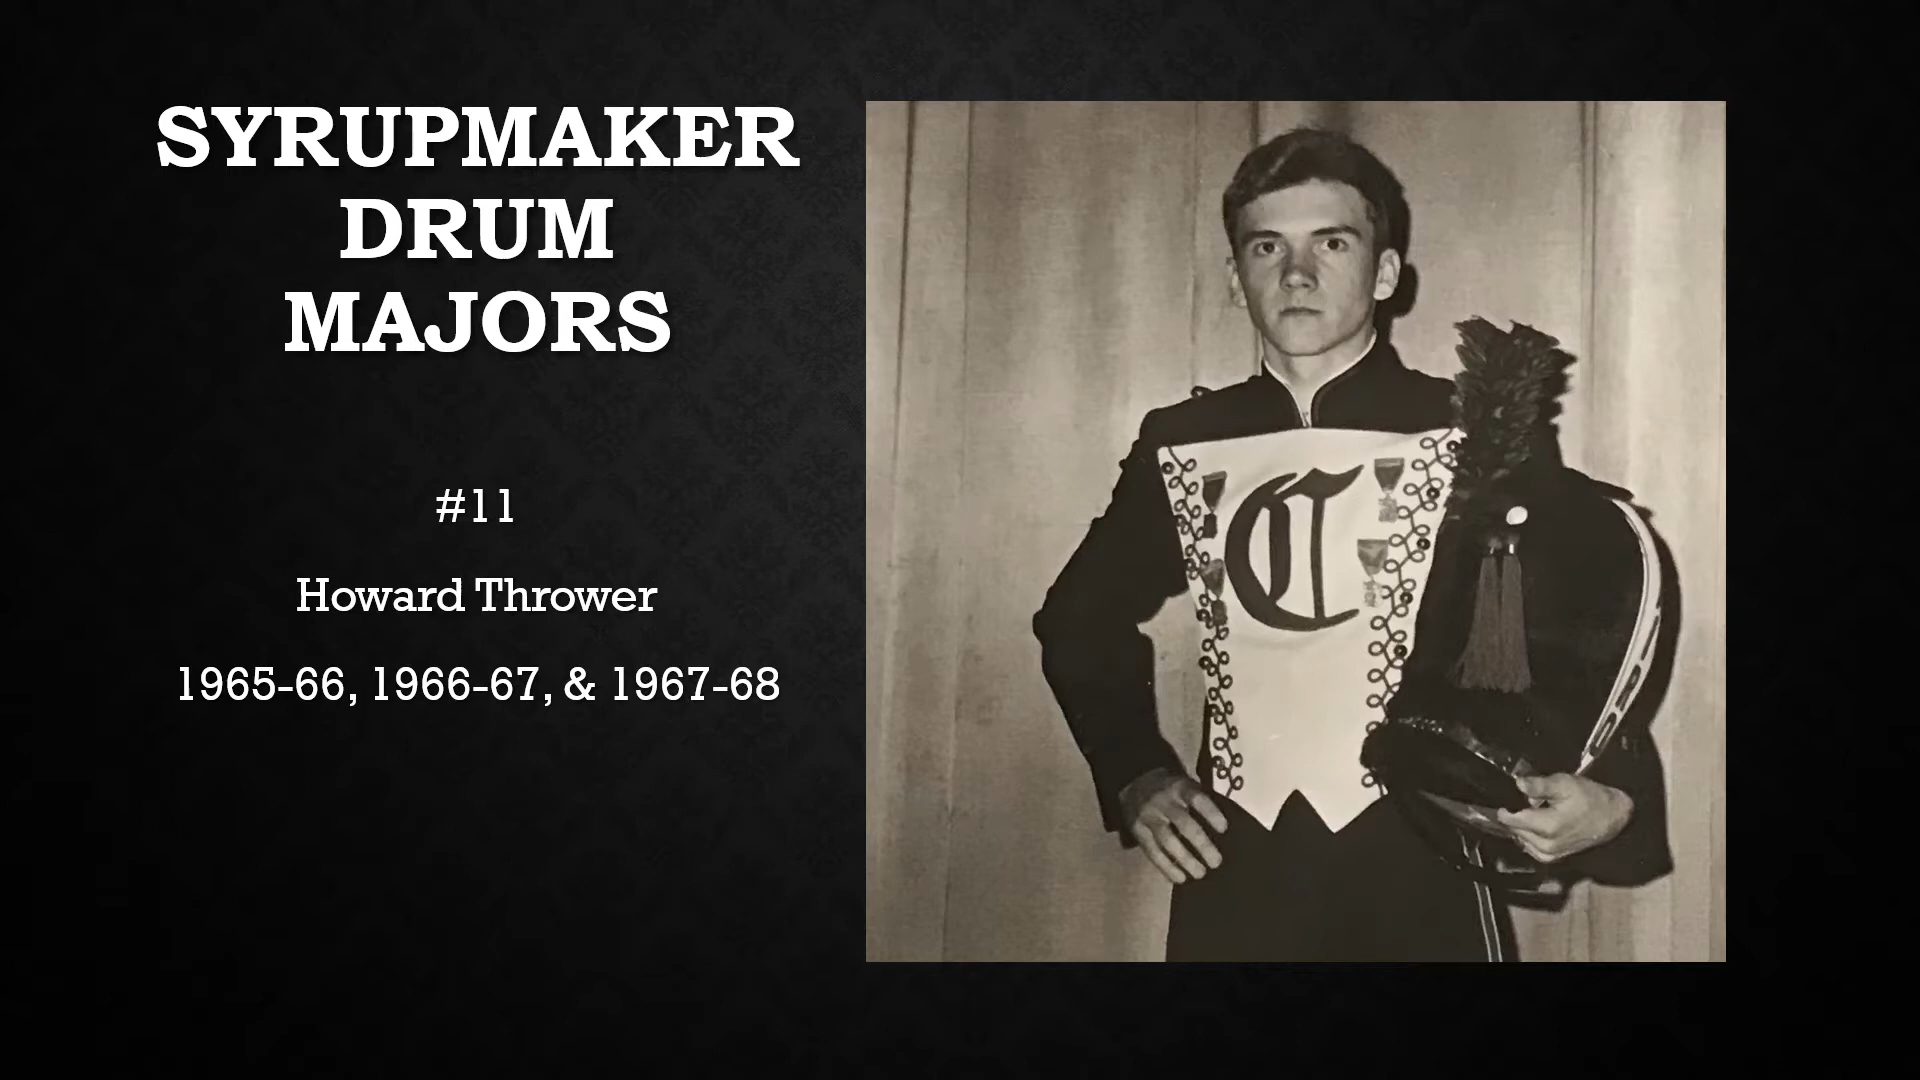 SYRUPMAKER
DRUM
MAJORS
#11
Howard Thrower
1965-66, 1966-67, & 1967-68
C